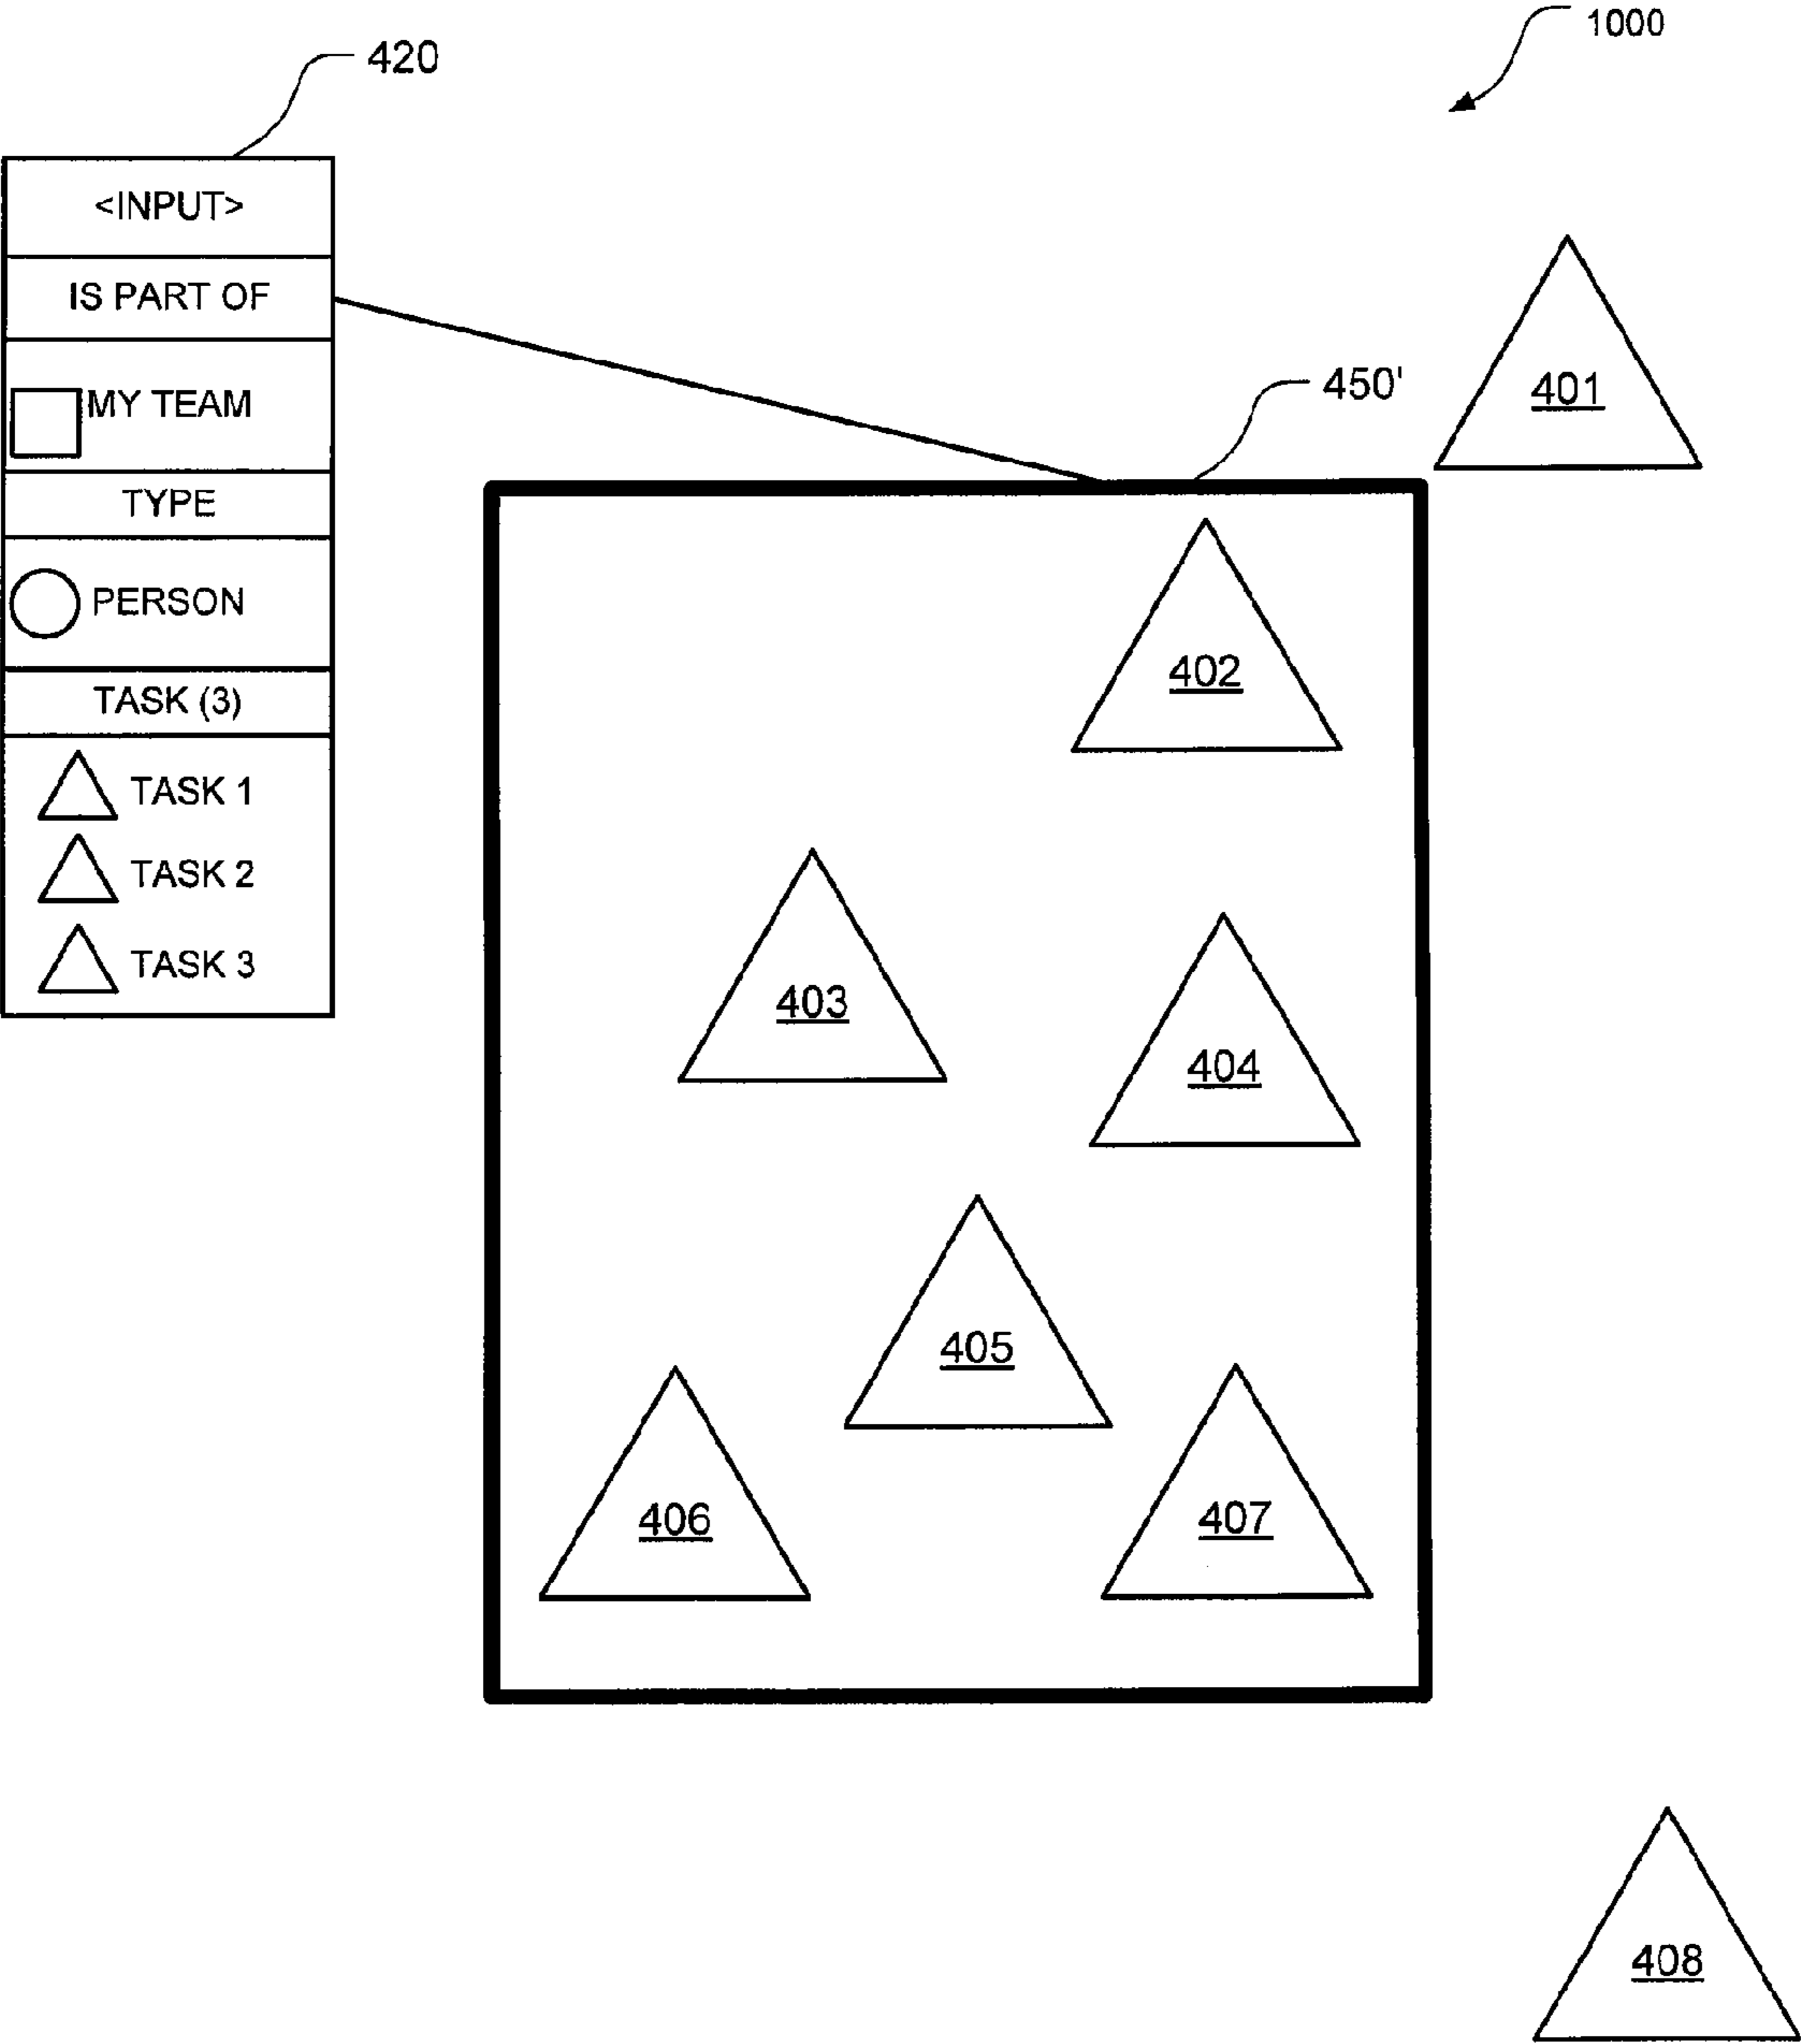 1000
420
<INPUT>
IS PART OF
MY TEAM
TYPE
PERSON
TASK (3)
TASK 1
TASK 2
TASK 3
450'
401
402
403
404
405
406
407
408